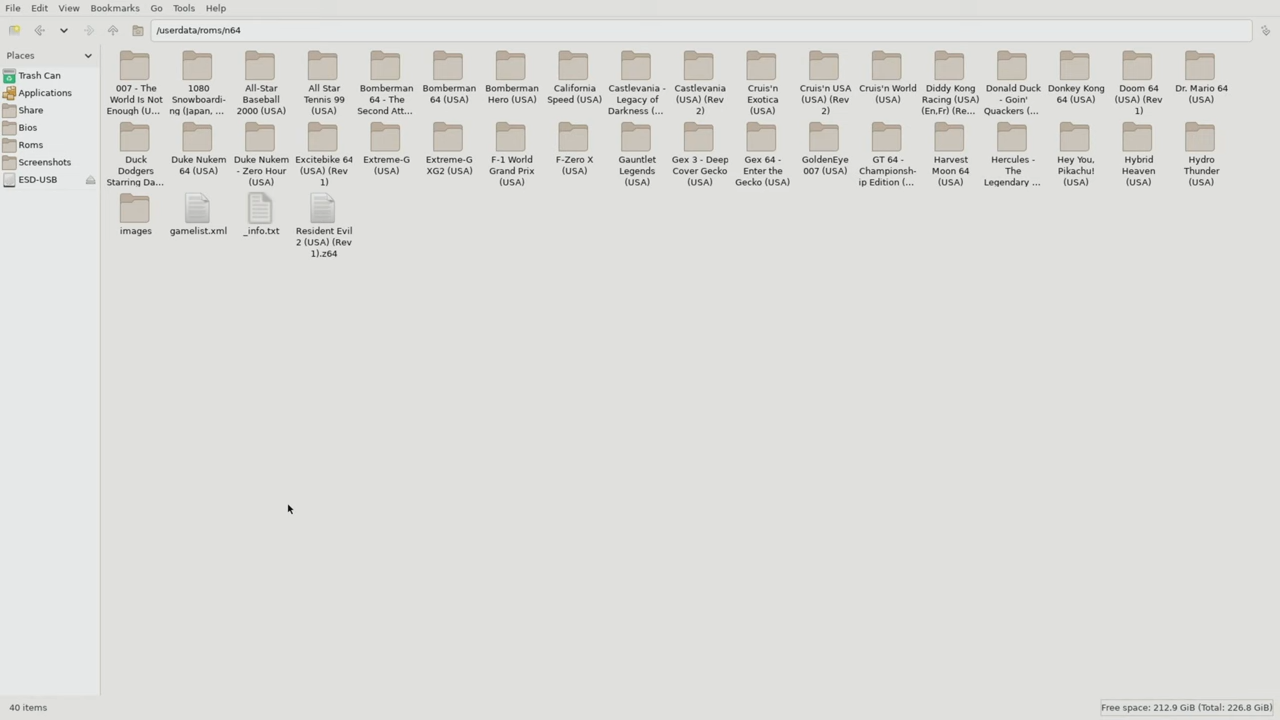 File Edit View Bookmarks Go Tools Help
/userdata/roms/n64
Places
Trash Can
Applications
Share
Bios
Roms
Screenshots
ESD-USB
007 - The World Is Not Enough (U...
1080 Snowboardi-ng (Japan, ...
All-Star Baseball 2000 (USA)
All Star Tennis 99 (USA)
Bomberman 64 - The Second Att...
Bomberman 64 (USA)
Bomberman Hero (USA)
California Speed (USA)
Castlevania - Legacy of Darkness (...
Castlevania (USA) (Rev 2)
Cruis'n Exotica (USA)
Cruis'n USA (USA) (Rev 2)
Cruis'n World (USA)
Diddy Kong Racing (USA) (En,Fr) (Re...
Donald Duck - Goin' Quackers (...
Donkey Kong 64 (USA)
Doom 64 (USA) (Rev 1)
Dr. Mario 64 (USA)
Duck Dodgers Starring Da...
Duke Nukem 64 (USA)
Duke Nukem - Zero Hour (USA)
Excitebike 64 (USA) (Rev 1)
Extreme-G (USA)
Extreme-G XG2 (USA)
F-1 World Grand Prix (USA)
F-Zero X (USA)
Gauntlet Legends (USA)
Gex 3 - Deep Cover Gecko (USA)
Gex 64 - Enter the Gecko (USA)
GoldenEye 007 (USA)
GT 64 - Championsh-ip Edition (...
Harvest Moon 64 (USA)
Hercules - The Legendary ...
Hey You, Pikachu! (USA)
Hybrid Heaven (USA)
Hydro Thunder (USA)
images
gamelist.xml
_info.txt
Resident Evil 2 (USA) (Rev 1).z64
40 items
Free space: 212.9 GiB (Total: 226.8 GiB)